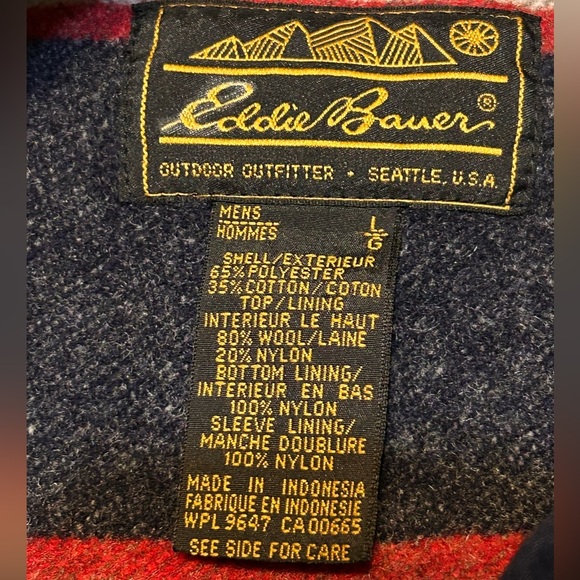 Eddie Bauer®
OUTDOOR OUTFITTER • SEATTLE, U.S.A.
MENS L
HOMMES G
SHELL/EXTERIEUR
65% POLYESTER
35% COTTON/COTON
TOP/LINING
INTERIEUR LE HAUT
80% WOOL/LAINE
20% NYLON
BOTTOM LINING/
INTERIEUR EN BAS
100% NYLON
SLEEVE LINING/
MANCHE DOUBLURE
100% NYLON
MADE IN INDONESIA
FABRIQUE EN INDONESIE
WPL 9647 CA00665
SEE SIDE FOR CARE